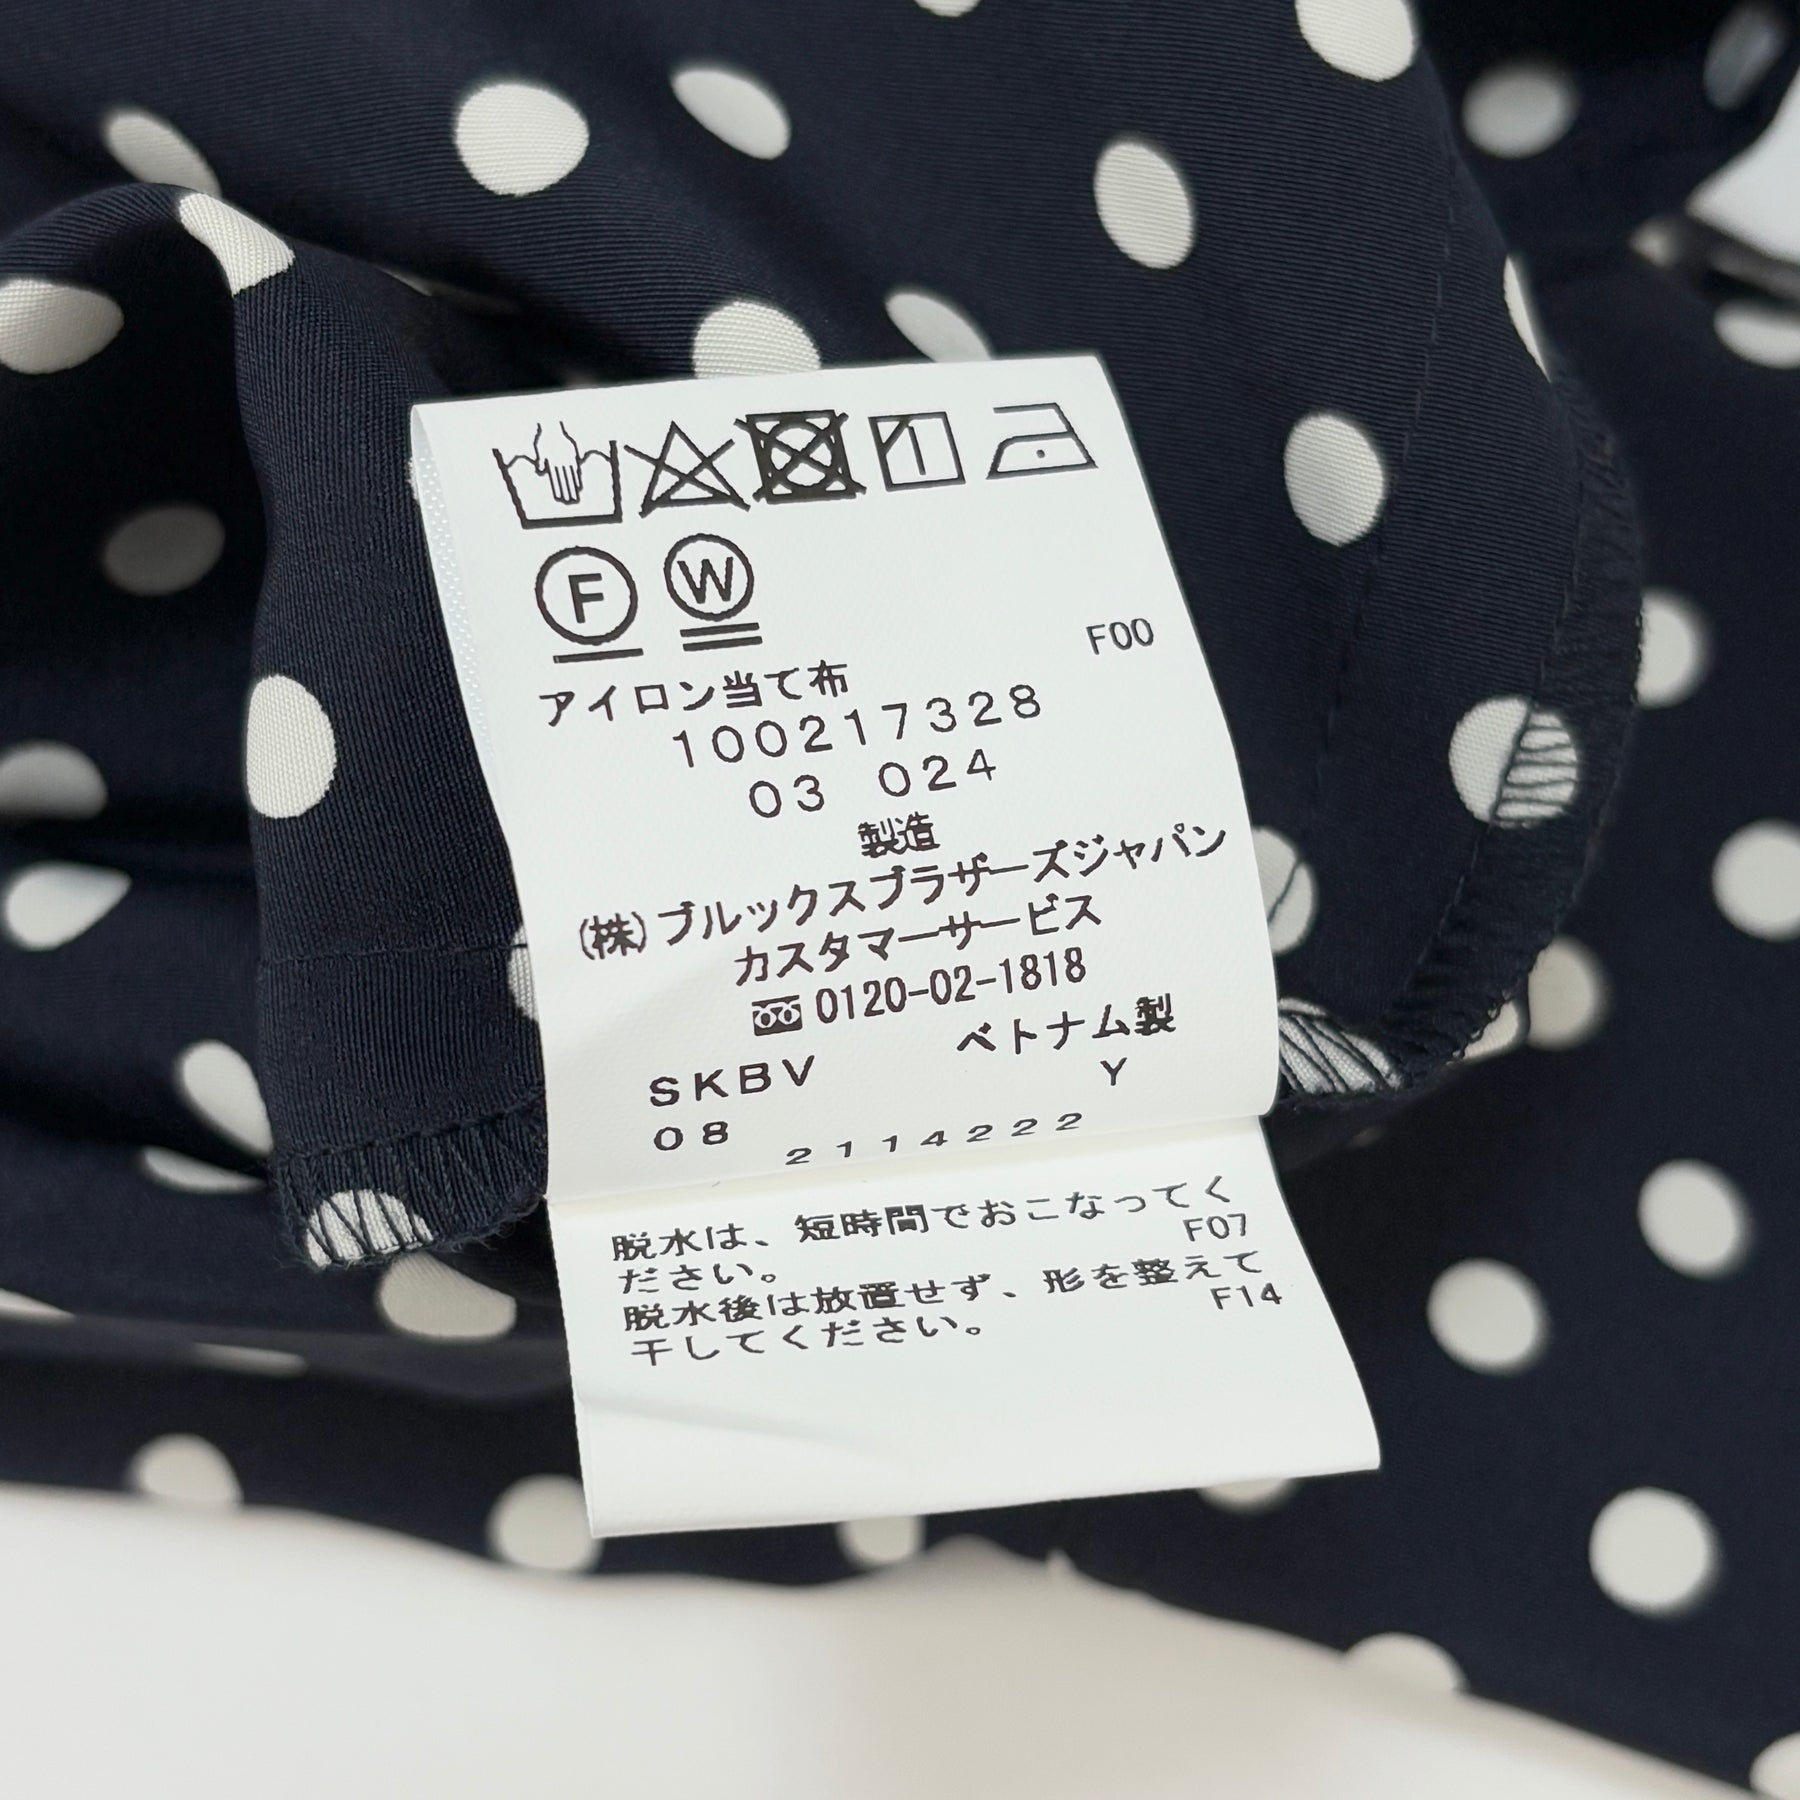 F
W
F00
アイロン当て布
100217328
03 024
製造
(株)ブルックスブラザーズジャパン
カスタマーサービス
0120-02-1818
ベトナム製
SKBV Y
08 2114222
脱水は、短時間でおこなってく
ださい。 F07
脱水後は放置せず、形を整えて
干してください。 F14